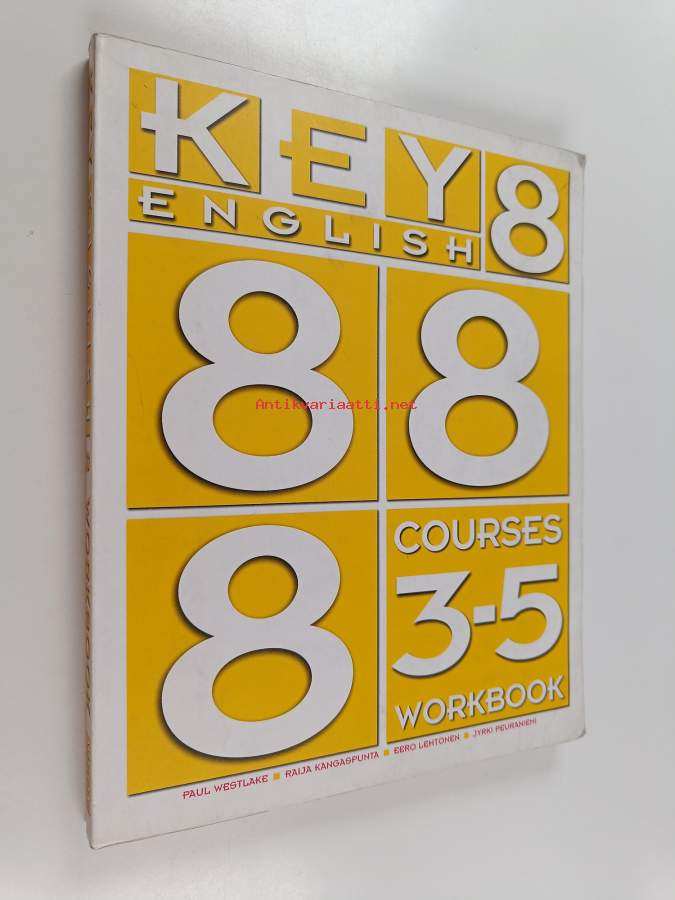 KEY 8
ENGLISH
8 8
Antikvariaatti.net
8
COURSES
3-5
WORKBOOK
PAUL WESTLAKE ■ RAIJA KANGASPUNTA ■ EERO LEHTONEN ■ JYRKI PEURANIEMI